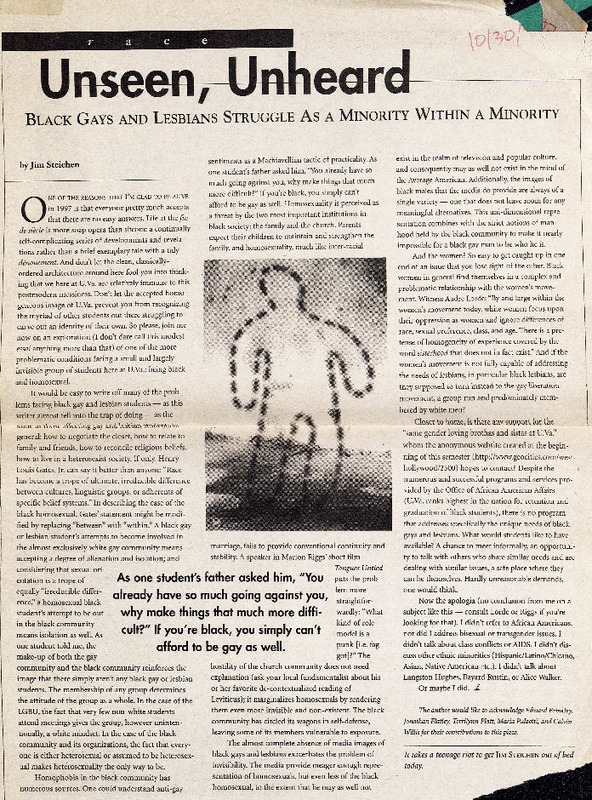 race
10/30/
Unseen, Unheard
BLACK GAYS AND LESBIANS STRUGGLE AS A MINORITY WITHIN A MINORITY
by Jim Steichen
ONE OF THE REASONS THAT I'M GLAD TO BE ALIVE
in 1997 is that everyone pretty much accepts
that there are no easy answers. Life at the fin
de siècle is more soap opera than sitcom: a continually
self-complicating series of developments and revela-
tions rather than a brief exemplary tale with a tidy
dénouement. And don't let the clean, classically-
ordered architecture around here fool you into think-
ing that we here at U.Va. are relatively immune to this
postmodern messiness. Don't let the accepted homo-
geneous image of U.Va. prevent you from recognizing
the myriad of other students out there struggling to
carve out an identity of their own. So please, join me
now on an exploration (I don't dare call this modest
essai anything more than that) of one of the more
problematic conditions facing a small and largely
invisible group of students here at U.Va.: being black
and homosexual.
It would be easy to write off many of the prob-
lems facing black gay and lesbian students — as this
writer almost fell into the trap of doing — as the
same as those affecting gay and lesbian students in
general: how to negotiate the closet, how to relate to
family and friends, how to reconcile religious beliefs,
how to live in a heterosexist society. If only. Henry
Louis Gates, Jr. can say it better than anyone: "Race
has become a trope of ultimate, irreducible difference
between cultures, linguistic groups, or adherents of
specific belief systems." In describing the case of the
black homosexual, Gates' statement might be modi-
fied by replacing "between" with "within." A black gay
or lesbian student's attempts to become involved in
the almost exclusively white gay community means
accepting a degree of alienation and isolation; and
considering that sexual ori-
entation is a trope of
equally "irreducible differ-
ence," a homosexual black
student's attempt to be out
in the black community
means isolation as well. As
one student told me, the
make-up of both the gay
community and the black community reinforces the
image that there simply aren't any black gay or lesbian
students. The membership of any group determines
the attitude of the group as a whole. In the case of the
LGBU, the fact that very few non-white students
attend meetings gives the group, however uninten-
tionally, a white mindset. In the case of the black
community and its organizations, the fact that every-
one is either heterosexual or assumed to be heterosex-
ual makes heterosexuality the only way to be.
Homophobia in the black community has
numerous sources. One could understand anti-gay
sentiments as a Machiavellian tactic of practicality. As
one student's father asked him, "You already have so
much going against you, why make things that much
more difficult?" If you're black, you simply can't
afford to be gay as well. Homosexuality is perceived as
a threat by the two most important institutions in
black society: the family and the church. Parents
expect their children to maintain and strengthen the
family, and homosexuality, much like inter-racial
marriage, fails to provide conventional continuity and
stability. A speaker in Marlon Riggs' short film
Tongues Untied
puts the prob-
lem more
straightfor-
wardly: "What
kind of role
model is a
punk [i.e. fag
got]?" The
As one student's father asked him, "You
already have so much going against you,
why make things that much more diffi-
cult?" If you're black, you simply can't
afford to be gay as well.
hostility of the church community does not need
explanation (ask your local fundamentalist about his
or her favorite de-contextualized reading of
Leviticus); it marginalizes homosexuals by rendering
them even more invisible and non-existent. The black
community has circled its wagons in self-defense,
leaving some of its members vulnerable to exposure.
The almost complete absence of media images of
black gays and lesbians exacerbates the problem of
invisibility. The media provide meager enough repre-
sentation of homosexuals, but even less of the black
homosexual, to the extent that he may as well not
exist in the realm of television and popular culture,
and consequently may as well not exist in the mind of
the Average American. Additionally, the images of
black males that the media do provide are always of a
single variety — one that does not leave room for any
meaningful alternatives. This uni-dimensional repre-
sentation combines with the strict notions of man-
hood held by the black community to make it nearly
impossible for a black gay man to be who he is.
And the women? So easy to get caught up in one
end of an issue that you lose sight of the other. Black
women in general find themselves in a complex and
problematic relationship with the women's move-
ment. Witness Audre Lorde: "By and large within the
women's movement today, white women focus upon
their oppression as women and ignore differences of
race, sexual preference, class, and age. There is a pre-
tense of homogeneity of experience covered by the
word sisterhood that does not in fact exist." And if the
women's movement is not fully capable of addressing
the needs of lesbians, in particular black lesbians, are
they supposed to turn instead to the gay liberation
movement, a group run and predominately mem-
bered by white men?
Closer to home, is there any support for the
"same gender loving brothas and sistas at U.Va."
whom the anonymous website created at the begin-
ning of this semester (http://www.geocities.com/west
hollywood/2500) hopes to contact? Despite the
numerous and successful programs and services pro-
vided by the Office of African American Affairs
(U.Va. ranks highest in the nation for retention and
graduation of black students), there is no program
that addresses specifically the unique needs of black
gays and lesbians. What would students like to have
available? A chance to meet informally, an opportuni-
ty to talk with others who share similar needs and are
dealing with similar issues, a safe place where they
can be themselves. Hardly unreasonable demands,
one would think.
Now the apologia (no conclusion from me on a
subject like this — consult Lorde or Riggs if you're
looking for that). I didn't refer to African Americans,
nor did I address bisexual or transgender issues. I
didn't talk about class conflicts or AIDS. I didn't dis-
cuss other ethnic minorities (Hispanic/Latino/Chicano,
Asian, Native American etc.). I didn't talk about
Langston Hughes, Bayard Rustin, or Alice Walker.
Or maybe I did.
The author would like to acknowledge Edward
Jonathan Flatley, Terrilynn Platt, Maria and Calvin
Willis for their contributions to this piece.
It takes a teenage riot to get JIM STEICHEN out of bed
today.